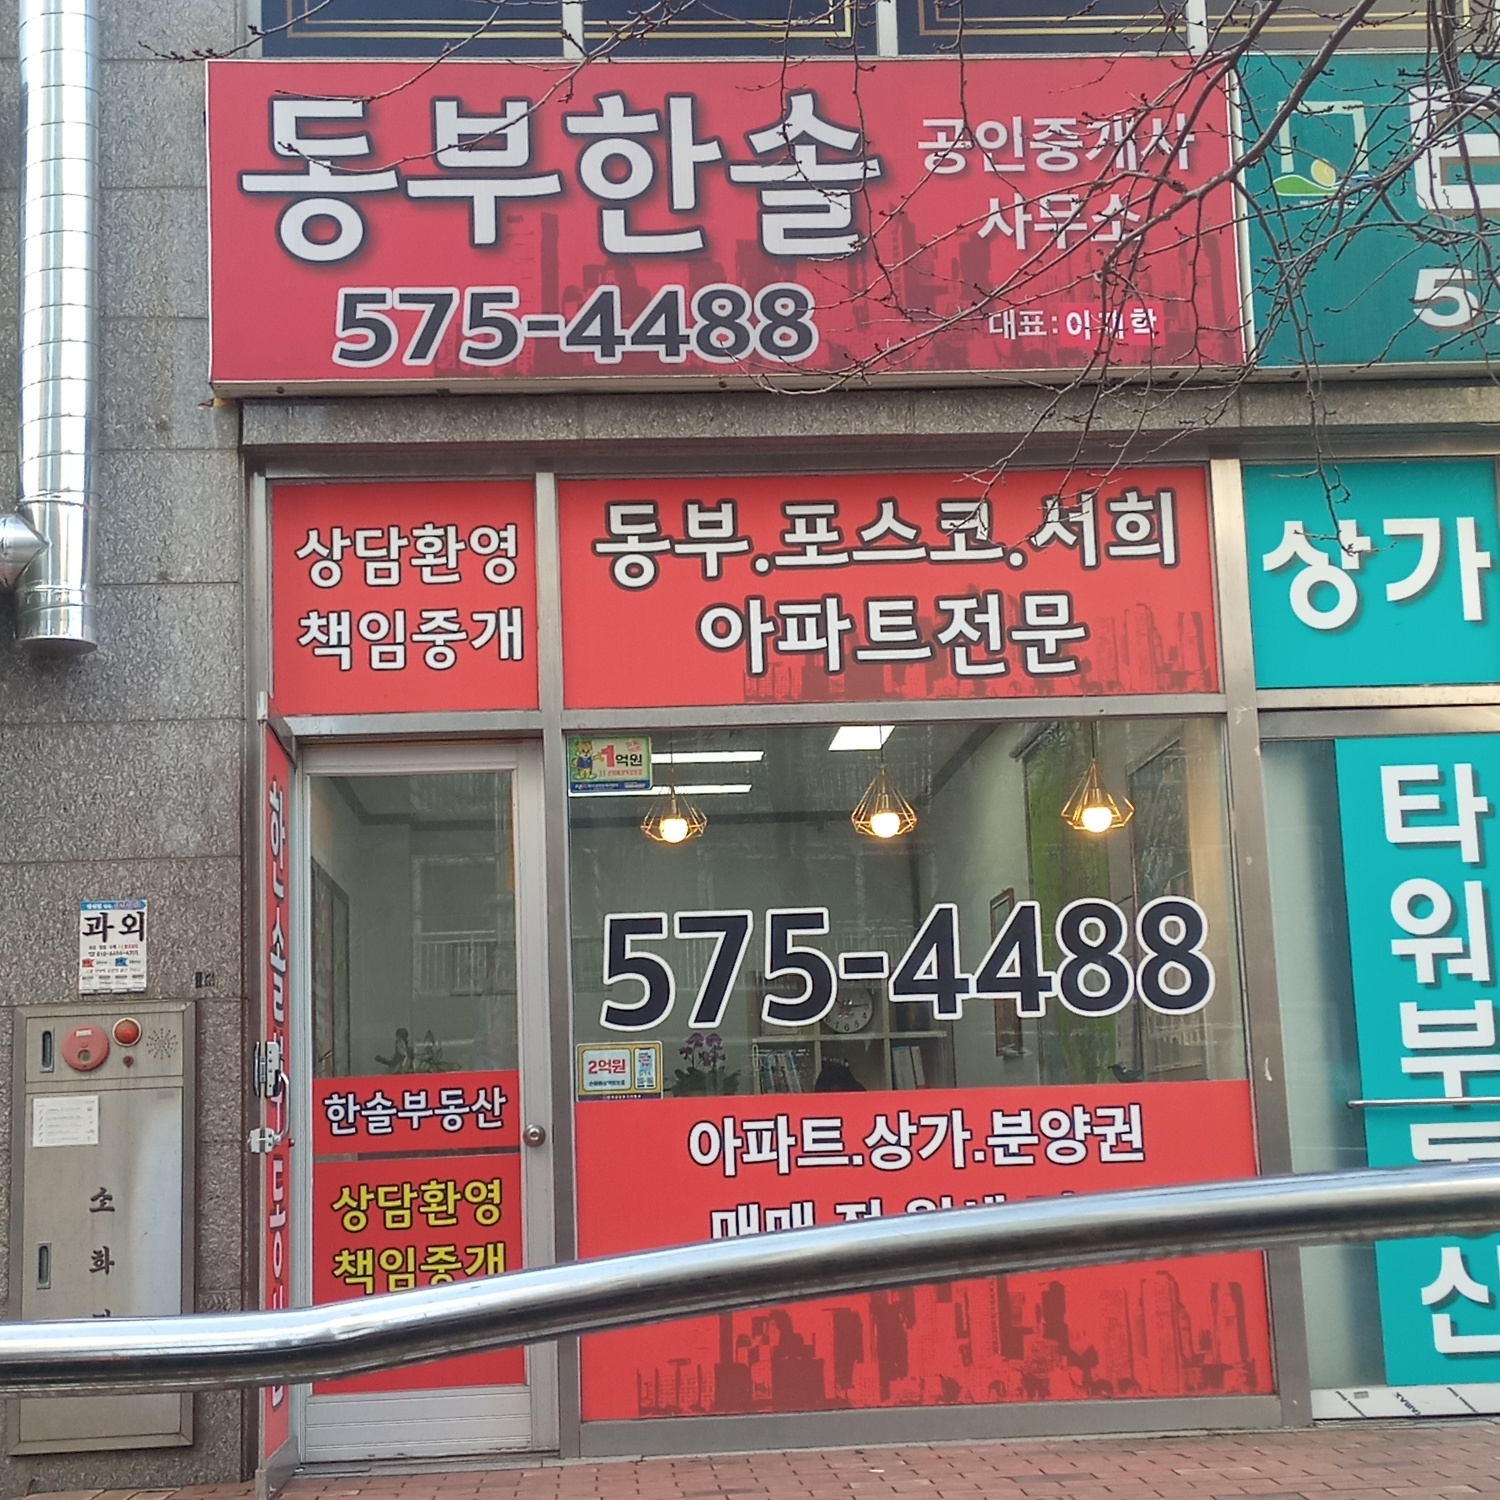 동부한솔
공인중개사
사무소
575-4488
대표:
5
상담환영
책임중개
동부.포스코.서희
아파트전문
상가
1억원
575-4488
2억원
한솔부동산
상담환영
책임중개
아파트.상가.분양권
타워부동산
과외
소화